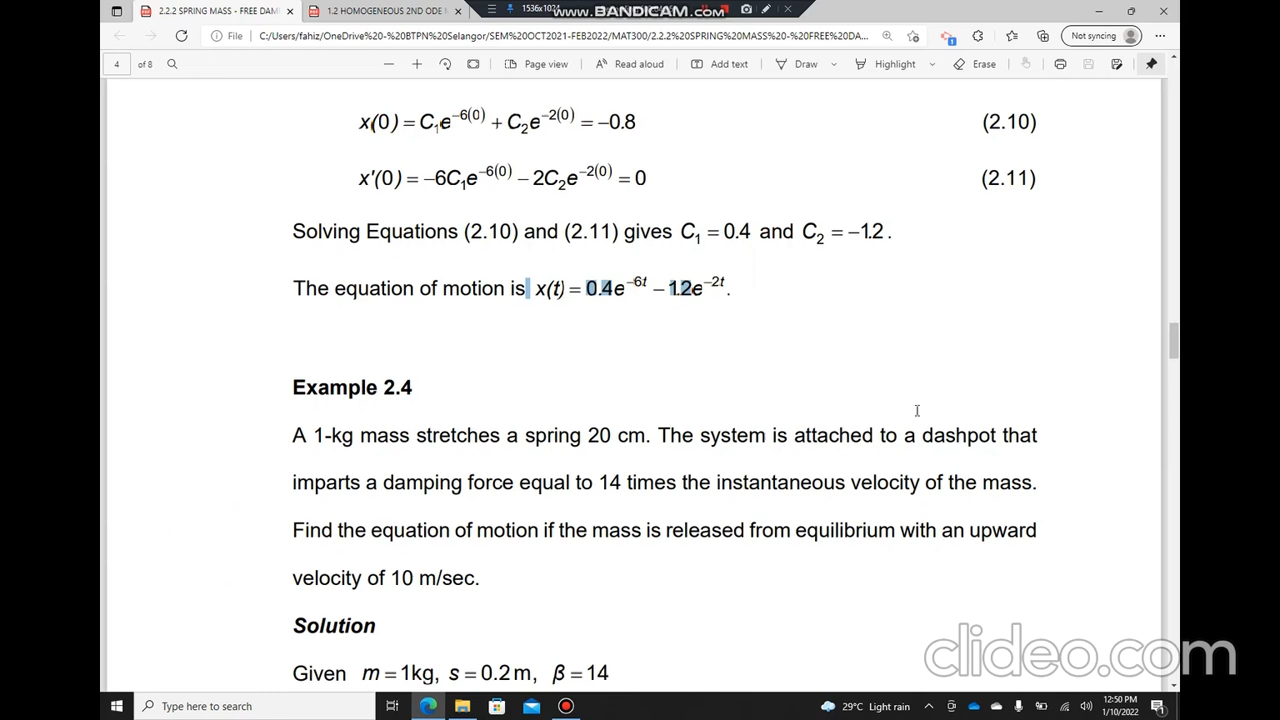 2.2.2 SPRING MASS - FREE DAM
1.2 HOMOGENEOUS 2ND ODE
1536x102
www.BANDICAM.com
File
C:/Users/fahiz/OneDrive%20-%20BTPN%20Selangor/SEM%20OCT2021-FEB2022/MAT300/2.2.2%20SPRING%20MASS%20-%20FREE%20DA...
Not syncing
4 of 8
Page view
Read aloud
Add text
Draw
Highlight
Erase
x(0) = C₁e^{-6(0)} + C₂e^{-2(0)} = -0.8 (2.10)
x'(0) = -6C₁e^{-6(0)} - 2C₂e^{-2(0)} = 0 (2.11)
Solving Equations (2.10) and (2.11) gives C₁ = 0.4 and C₂ = -1.2 .
The equation of motion is x(t) = 0.4e^{-6t} - 1.2e^{-2t} .
Example 2.4
A 1-kg mass stretches a spring 20 cm. The system is attached to a dashpot that
imparts a damping force equal to 14 times the instantaneous velocity of the mass.
Find the equation of motion if the mass is released from equilibrium with an upward
velocity of 10 m/sec.
Solution
Given m = 1kg, s = 0.2 m, β = 14
clideo.com
Type here to search
29°C Light rain
12:50 PM
1/10/2022